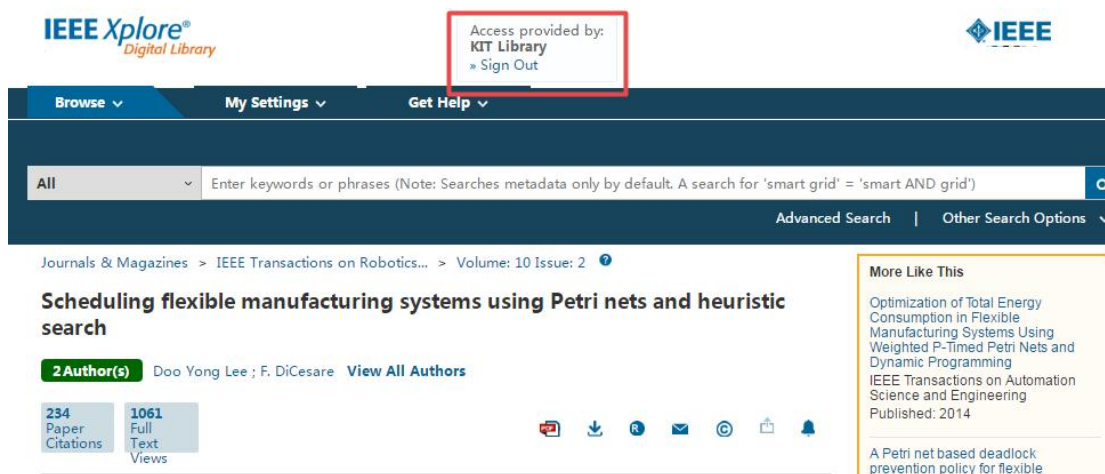 IEEE Xplore®
Digital Library
Access provided by:
KIT Library
» Sign Out
IEEE
Browse
My Settings
Get Help
All
Enter keywords or phrases (Note: Searches metadata only by default. A search for 'smart grid' = 'smart AND grid')
Advanced Search | Other Search Options
Journals & Magazines > IEEE Transactions on Robotics... > Volume: 10 Issue: 2 ?
Scheduling flexible manufacturing systems using Petri nets and heuristic
search
2 Author(s) Doo Yong Lee ; F. DiCesare View All Authors
234
Paper
Citations
1061
Full
Text
Views
PDF
R
©
More Like This
Optimization of Total Energy
Consumption in Flexible
Manufacturing Systems Using
Weighted P-Timed Petri Nets and
Dynamic Programming
IEEE Transactions on Automation
Science and Engineering
Published: 2014
A Petri net based deadlock
prevention policy for flexible